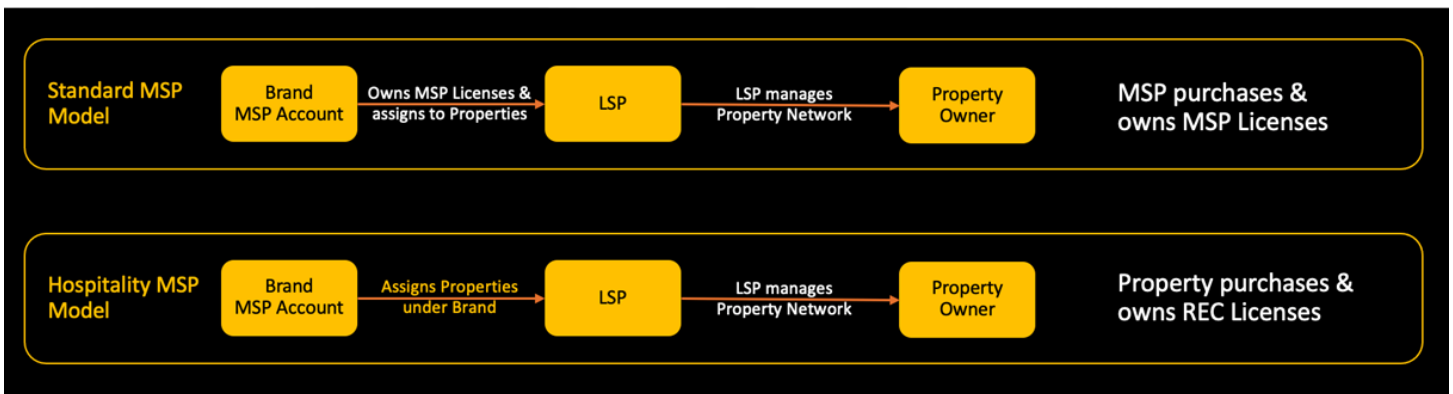 Standard MSP
Model
Brand
MSP Account
Owns MSP Licenses &
assigns to Properties
LSP
LSP manages
Property Network
Property
Owner
MSP purchases &
owns MSP Licenses
Hospitality MSP
Model
Brand
MSP Account
Assigns Properties
under Brand
LSP
LSP manages
Property Network
Property
Owner
Property purchases &
owns REC Licenses